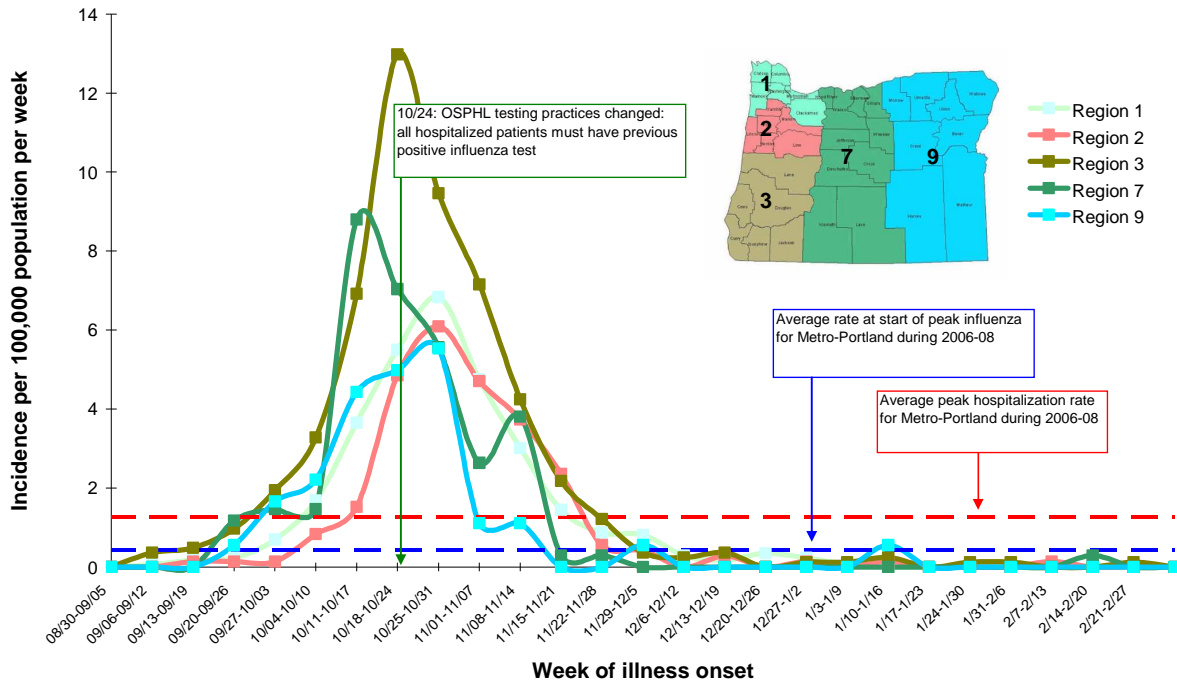 Incidence per 100,000 population per week
14
12
10
8
6
4
2
0
10/24: OSPHL testing practices changed:
all hospitalized patients must have previous
positive influenza test
1
2
3
7
9
Region 1
Region 2
Region 3
Region 7
Region 9
Average rate at start of peak influenza
for Metro-Portland during 2006-08
Average peak hospitalization rate
for Metro-Portland during 2006-08
08/30-09/05
09/06-09/12
09/13-09/19
09/20-09/26
09/27-10/03
10/04-10/10
10/11-10/17
10/18-10/24
10/25-10/31
11/01-11/07
11/08-11/14
11/15-11/21
11/22-11/28
11/29-12/5
12/6-12/12
12/13-12/19
12/20-12/26
12/27-1/2
1/3-1/9
1/10-1/16
1/17-1/23
1/24-1/30
1/31-2/6
2/7-2/13
2/14-2/20
2/21-2/27
Week of illness onset